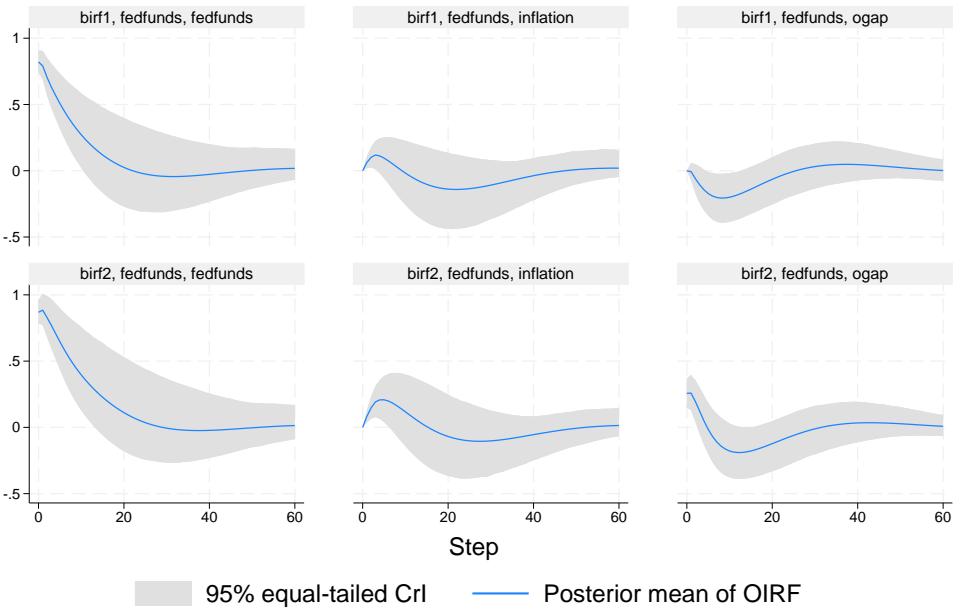 birf1, fedfunds, fedfunds
birf1, fedfunds, inflation
birf1, fedfunds, ogap
1
.5
0
-.5
birf2, fedfunds, fedfunds
birf2, fedfunds, inflation
birf2, fedfunds, ogap
1
.5
0
-.5
0 20 40 60
0 20 40 60
0 20 40 60
Step
95% equal-tailed CrI
Posterior mean of OIRF